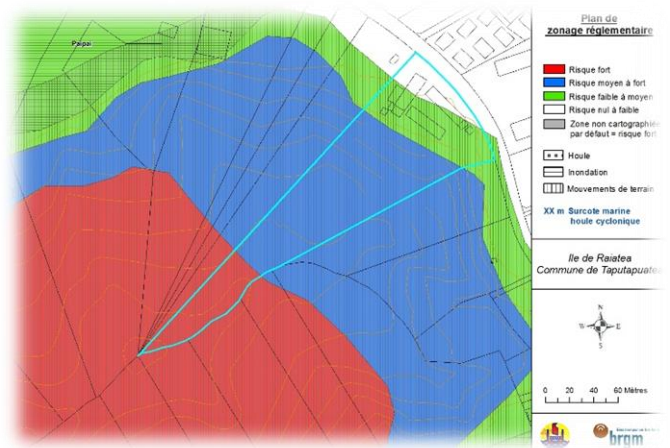 Paipai
Plan de
zonage réglementaire
Risque fort
Risque moyen à fort
Risque faible à moyen
Risque nul à faible
Zone non cartographiée
par défaut = risque fort
Houle
Inondation
Mouvements de terrain
XX m Surcote marine
houle cyclonique
Ile de Raiatea
Commune de Taputapuatea
N
W E
S
0 20 40 60 Mètres
brgm